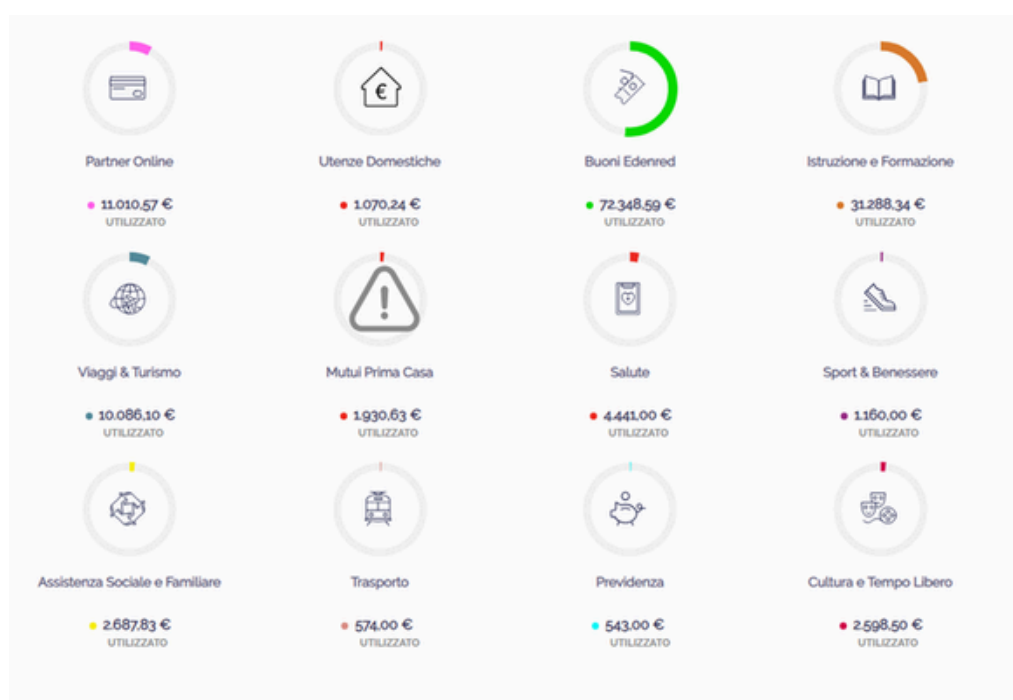 €
Partner Online
Utenze Domestiche
Buoni Edenred
Istruzione e Formazione
11.010,57 €
1.070,24 €
72.348,59 €
31.288,34 €
UTILIZZATO
UTILIZZATO
UTILIZZATO
UTILIZZATO
Viaggi & Turismo
Mutui Prima Casa
Salute
Sport & Benessere
10.086,10 €
1.930,63 €
4.441,00 €
1.160,00 €
UTILIZZATO
UTILIZZATO
UTILIZZATO
UTILIZZATO
Assistenza Sociale e Familiare
Trasporto
Previdenza
Cultura e Tempo Libero
2.687,83 €
574,00 €
543,00 €
2.598,50 €
UTILIZZATO
UTILIZZATO
UTILIZZATO
UTILIZZATO